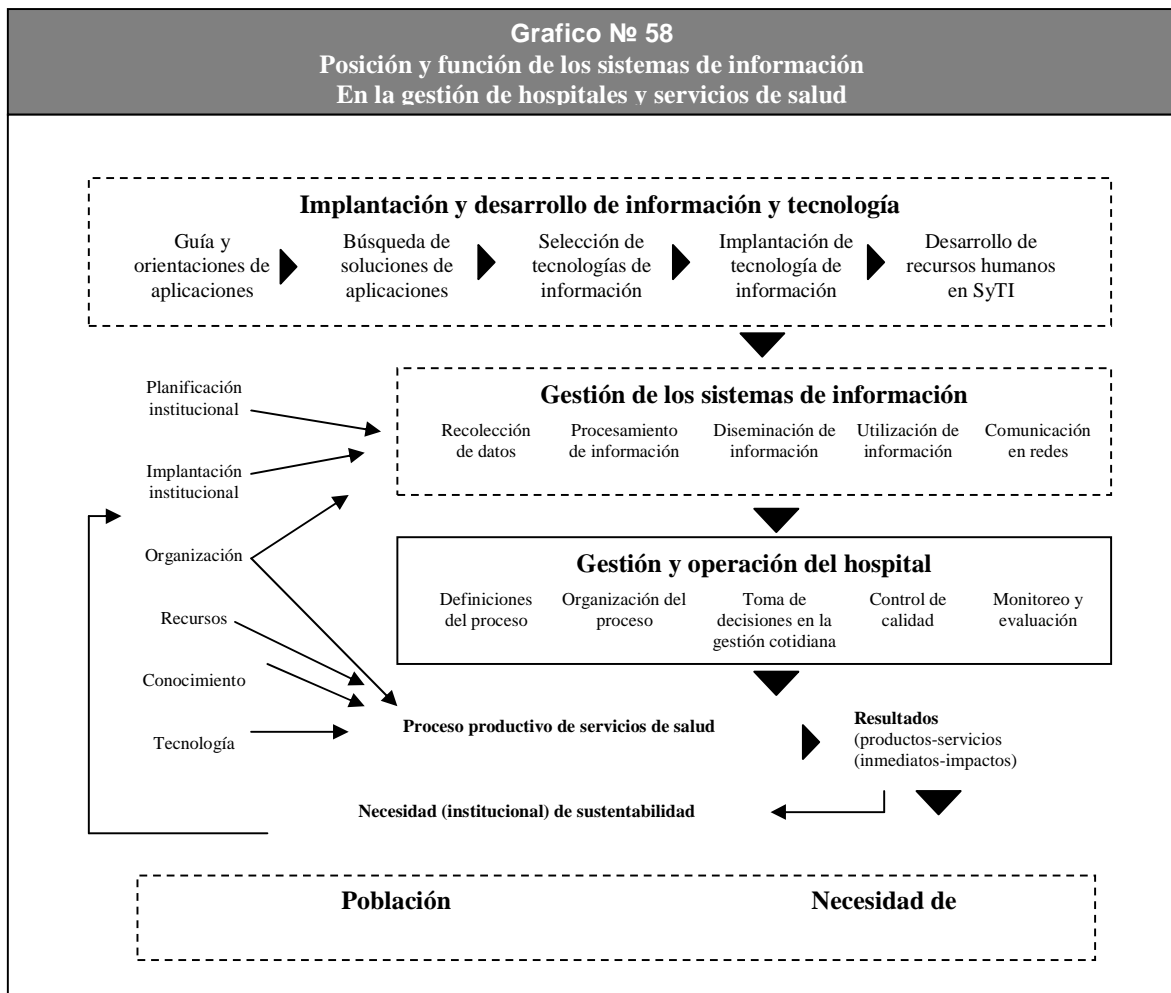 Grafico № 58
Posición y función de los sistemas de información
En la gestión de hospitales y servicios de salud
Implantación y desarrollo de información y tecnología
Guía y
orientaciones de
aplicaciones
Búsqueda de
soluciones de
aplicaciones
Selección de
tecnologías de
información
Implantación de
tecnología de
información
Desarrollo de
recursos humanos
en SyTI
Planificación
institucional
Implantación
institucional
Organización
Recursos
Conocimiento
Tecnología
Gestión de los sistemas de información
Recolección
de datos
Procesamiento
de información
Diseminación de
información
Utilización de
información
Comunicación
en redes
Gestión y operación del hospital
Definiciones
del proceso
Organización del
proceso
Toma de
decisiones en la
gestión cotidiana
Control de
calidad
Monitoreo y
evaluación
Proceso productivo de servicios de salud
Resultados
(productos-servicios
(inmediatos-impactos)
Necesidad (institucional) de sustentabilidad
Población
Necesidad de